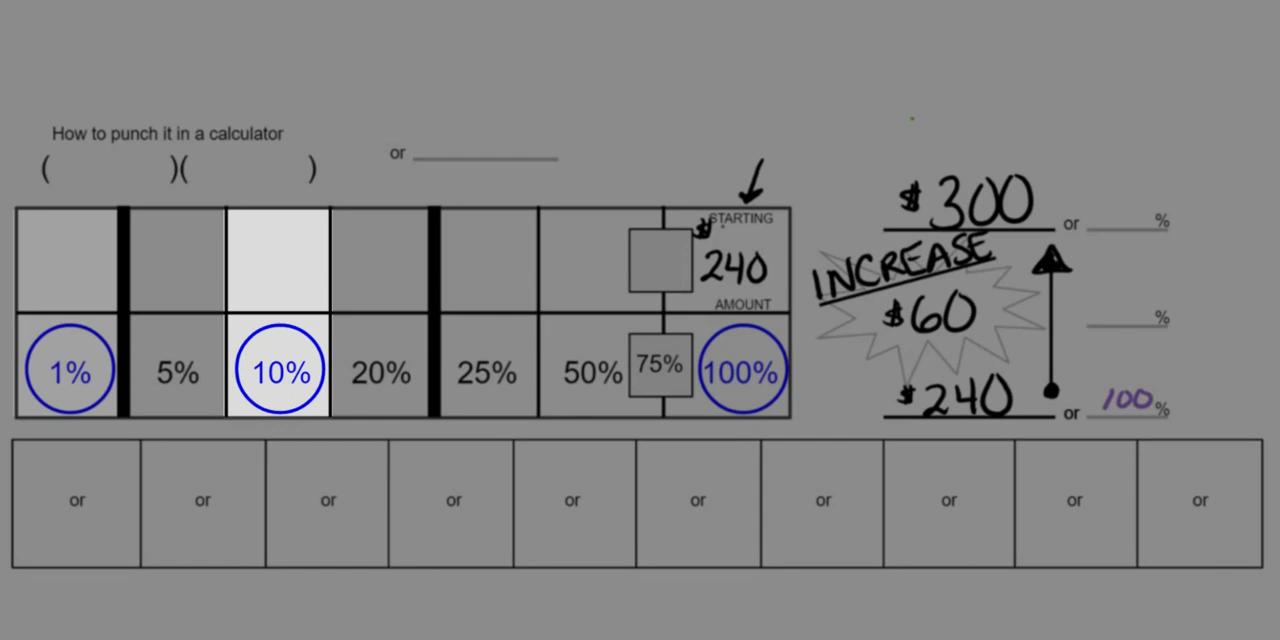 How to punch it in a calculator
( )( ) or
STARTING
$ 240
AMOUNT
1% 5% 10% 20% 25% 50% 75% 100%
$300 or %
INCREASE
$60 %
$240 or 100%
or or or or or or or or or or